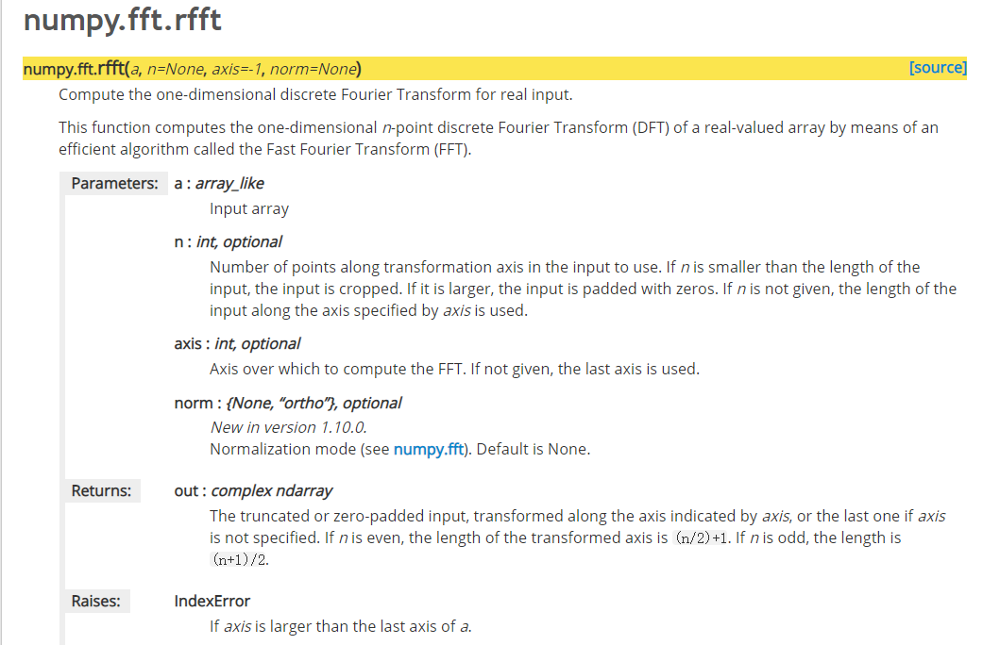 numpy.fft.rfft
numpy.fft.rfft(a, n=None, axis=-1, norm=None) [source]
Compute the one-dimensional discrete Fourier Transform for real input.
This function computes the one-dimensional n-point discrete Fourier Transform (DFT) of a real-valued array by means of an
efficient algorithm called the Fast Fourier Transform (FFT).
Parameters: a : array_like
Input array
n : int, optional
Number of points along transformation axis in the input to use. If n is smaller than the length of the
input, the input is cropped. If it is larger, the input is padded with zeros. If n is not given, the length of the
input along the axis specified by axis is used.
axis : int, optional
Axis over which to compute the FFT. If not given, the last axis is used.
norm : {None, “ortho”}, optional
New in version 1.10.0.
Normalization mode (see numpy.fft). Default is None.
Returns: out : complex ndarray
The truncated or zero-padded input, transformed along the axis indicated by axis, or the last one if axis
is not specified. If n is even, the length of the transformed axis is (n/2)+1. If n is odd, the length is
(n+1)/2.
Raises: IndexError
If axis is larger than the last axis of a.